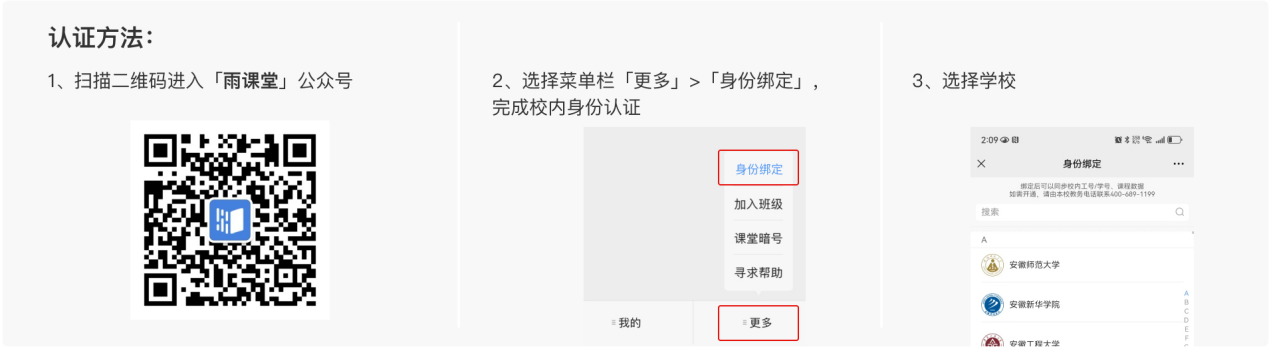 认证方法：
1、扫描二维码进入「雨课堂」公众号
2、选择菜单栏「更多」>「身份绑定」，
完成校内身份认证
身份绑定
加入班级
课堂暗号
寻求帮助
我的
更多
3、选择学校
2:09
身份绑定
绑定后可以同步校内工号/学号、课程数据
如需开通，请由本校教务电话联系400-689-1199
搜索
A
安徽师范大学
安徽新华学院
安徽工程大学
A
B
C
D
E
F